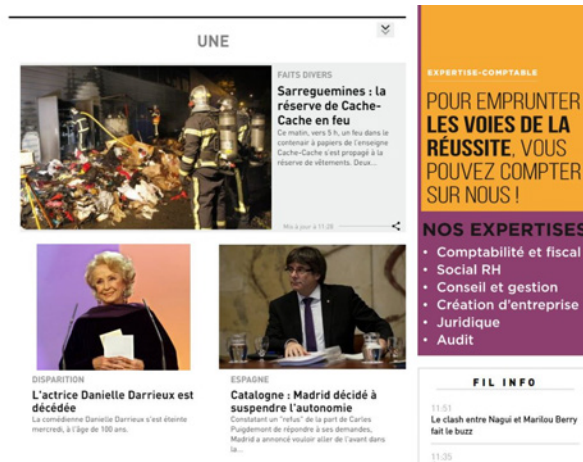 UNE
FAITS DIVERS
Sarreguemines : la
réserve de Cache-
Cache en feu
Ce matin, vers 5 h, un feu dans le
contenair à papiers de l'enseigne
Cache-Cache s'est propagé à la
réserve de vêtements. Deux...
Mis à jour à 11:28
DISPARITION
L'actrice Danielle Darrieux est
décédée
La comédienne Danielle Darrieux s'est éteinte
mercredi, à l'âge de 100 ans.
ESPAGNE
Catalogne : Madrid décidé à
suspendre l'autonomie
Constatant un "refus" de la part de Carles
Puigdemont de répondre à ses demandes,
Madrid a annoncé vouloir aller de l'avant dans
la...
EXPERTISE-COMPTABLE
POUR EMPRUNTER
LES VOIES DE LA
RÉUSSITE, VOUS
POUVEZ COMPTER
SUR NOUS !
NOS EXPERTISES
• Comptabilité et fiscal
• Social RH
• Conseil et gestion
• Création d'entreprise
• Juridique
• Audit
FIL INFO
11:51
Le clash entre Nagui et Marilou Berry
fait le buzz
11:35